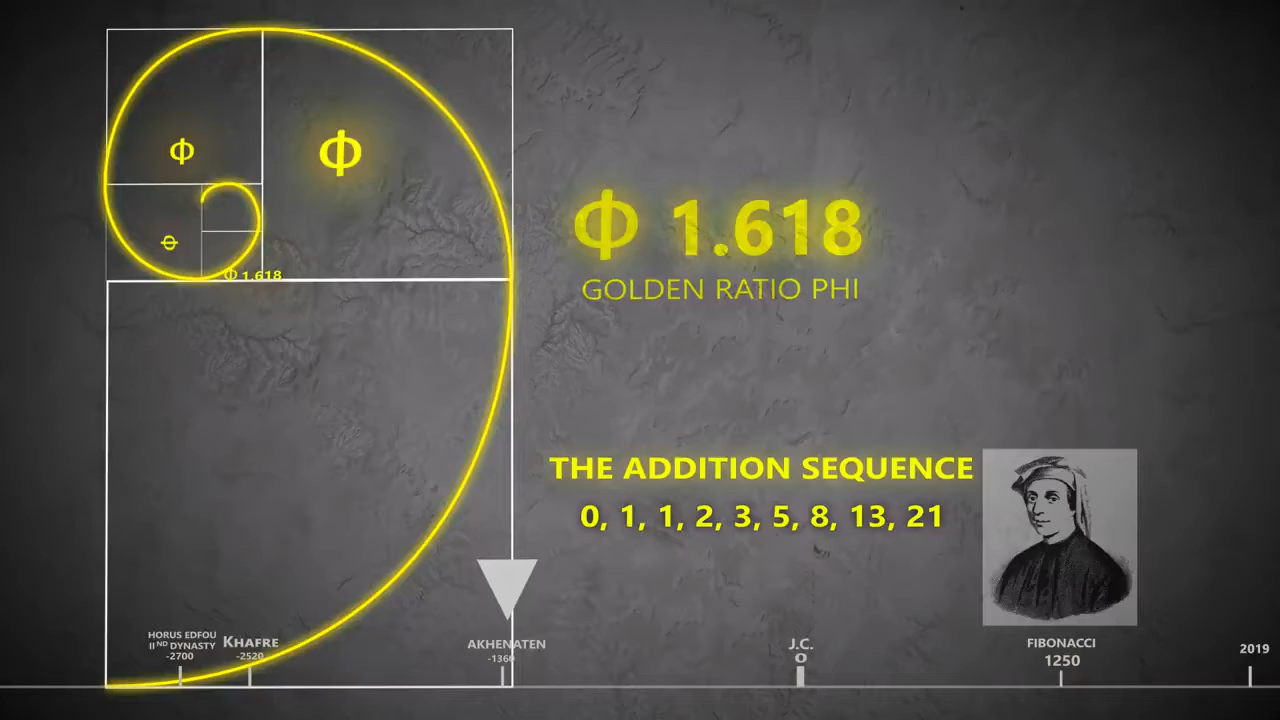 Φ
Φ
Φ
Φ 1.618
Φ 1.618
GOLDEN RATIO PHI
THE ADDITION SEQUENCE
0, 1, 1, 2, 3, 5, 8, 13, 21
HORUS EDFOU
II ND DYNASTY
-2700
KHAFRE
-2520
AKHENATEN
-1360
J.C.
O
FIBONACCI
1250
2019